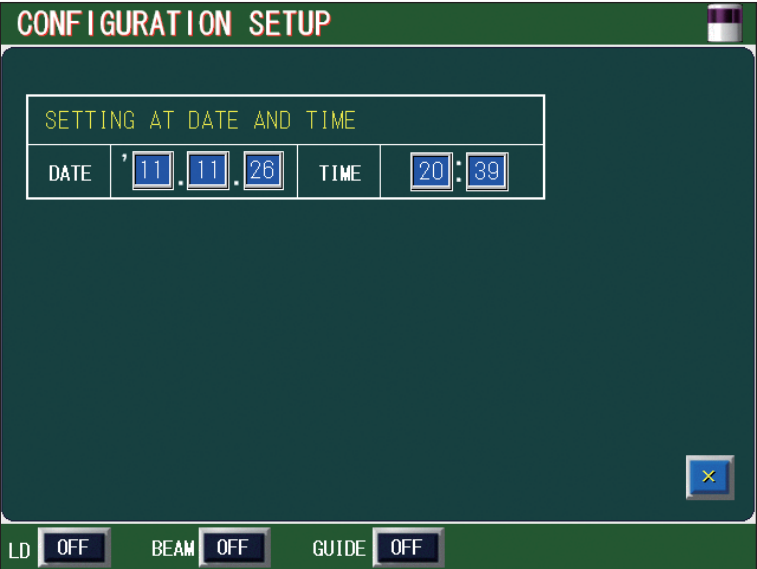 CONFIGURATION SETUP
SETTING AT DATE AND TIME
DATE '11.11.26 TIME 20:39
×
LD OFF BEAM OFF GUIDE OFF